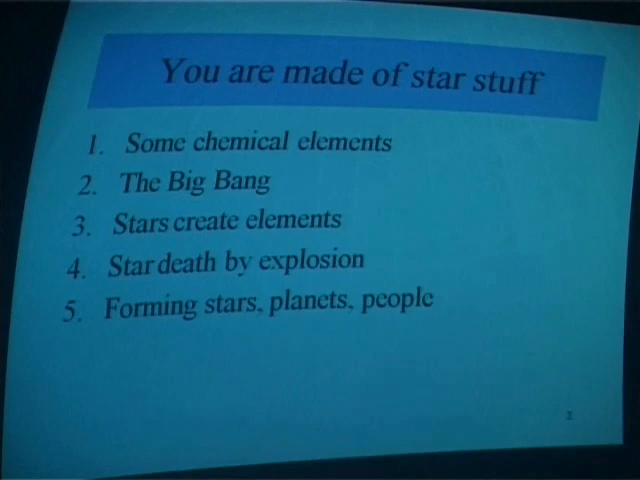 You are made of star stuff
1. Some chemical elements
2. The Big Bang
3. Stars create elements
4. Star death by explosion
5. Forming stars, planets, people